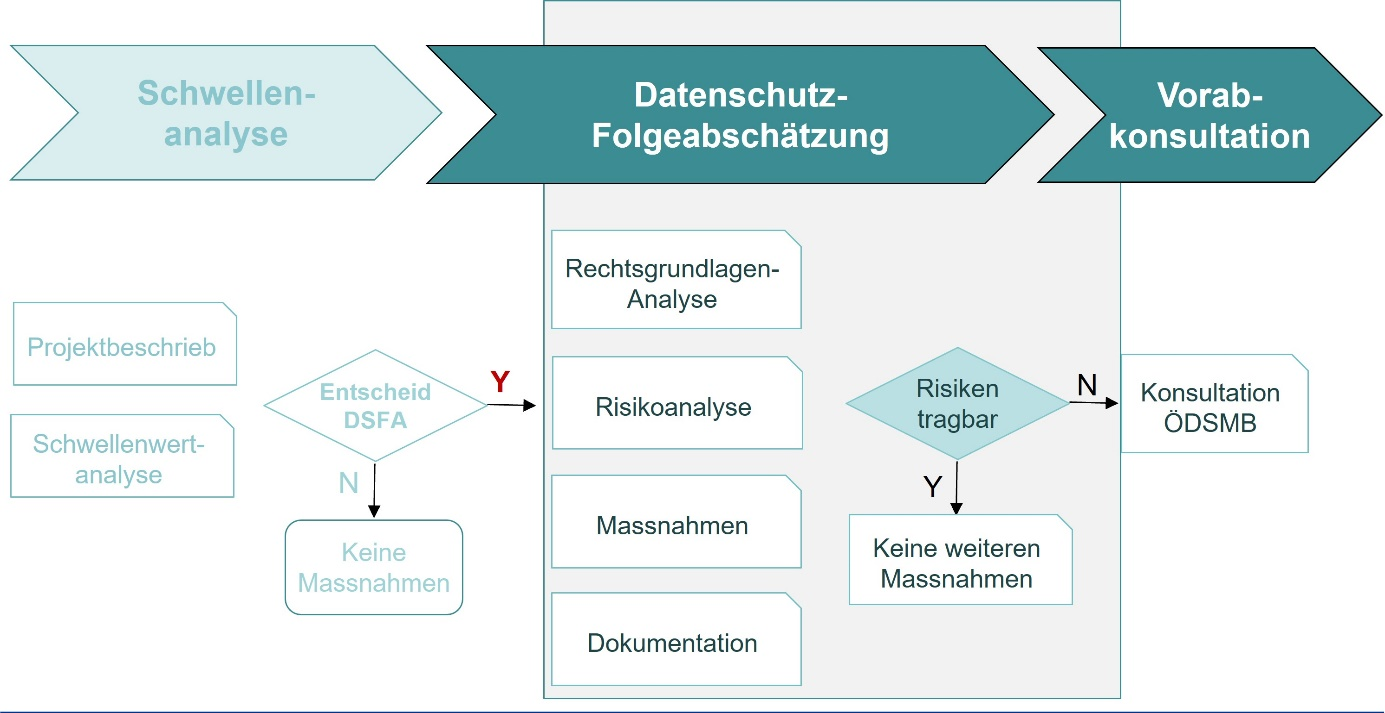 Schwellen-
analyse
Datenschutz-
Folgeabschätzung
Vorab-
konsultation
Projektbeschrieb
Schwellenwert-
analyse
Entscheid
DSFA
Y
N
Keine
Massnahmen
Rechtsgrundlagen-
Analyse
Risikoanalyse
Massnahmen
Dokumentation
Risiken
tragbar
N
Y
Keine weiteren
Massnahmen
Konsultation
ÖDSMB